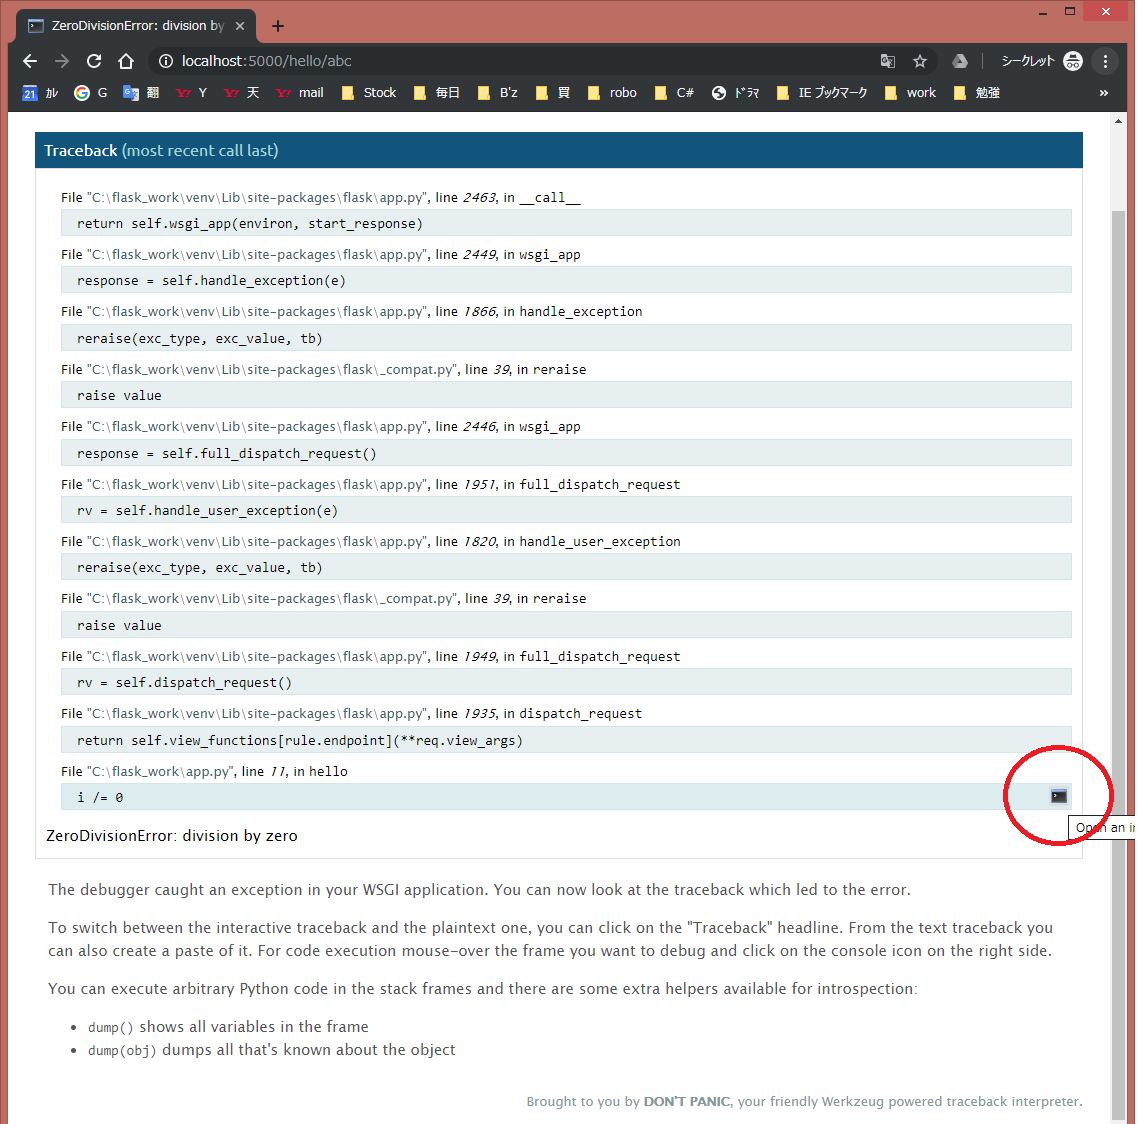 ZeroDivisionError: division by
localhost:5000/hello/abc
シークレット
21 ｶﾙ G 翻 Y 天 mail Stock 毎日 B'z 買 robo C# ﾄﾞﾗﾏ IE ブックマーク work 勉強 »
Traceback (most recent call last)
File "C:\flask_work\venv\Lib\site-packages\flask\app.py", line 2463, in __call__
return self.wsgi_app(environ, start_response)
File "C:\flask_work\venv\Lib\site-packages\flask\app.py", line 2449, in wsgi_app
response = self.handle_exception(e)
File "C:\flask_work\venv\Lib\site-packages\flask\app.py", line 1866, in handle_exception
reraise(exc_type, exc_value, tb)
File "C:\flask_work\venv\Lib\site-packages\flask\_compat.py", line 39, in reraise
raise value
File "C:\flask_work\venv\Lib\site-packages\flask\app.py", line 2446, in wsgi_app
response = self.full_dispatch_request()
File "C:\flask_work\venv\Lib\site-packages\flask\app.py", line 1951, in full_dispatch_request
rv = self.handle_user_exception(e)
File "C:\flask_work\venv\Lib\site-packages\flask\app.py", line 1820, in handle_user_exception
reraise(exc_type, exc_value, tb)
File "C:\flask_work\venv\Lib\site-packages\flask\_compat.py", line 39, in reraise
raise value
File "C:\flask_work\venv\Lib\site-packages\flask\app.py", line 1949, in full_dispatch_request
rv = self.dispatch_request()
File "C:\flask_work\venv\Lib\site-packages\flask\app.py", line 1935, in dispatch_request
return self.view_functions[rule.endpoint](**req.view_args)
File "C:\flask_work\app.py", line 11, in hello
i /= 0
Open an i
ZeroDivisionError: division by zero
The debugger caught an exception in your WSGI application. You can now look at the traceback which led to the error.
To switch between the interactive traceback and the plaintext one, you can click on the "Traceback" headline. From the text traceback you
can also create a paste of it. For code execution mouse-over the frame you want to debug and click on the console icon on the right side.
You can execute arbitrary Python code in the stack frames and there are some extra helpers available for introspection:
• dump() shows all variables in the frame
• dump(obj) dumps all that's known about the object
Brought to you by DON'T PANIC, your friendly Werkzeug powered traceback interpreter.